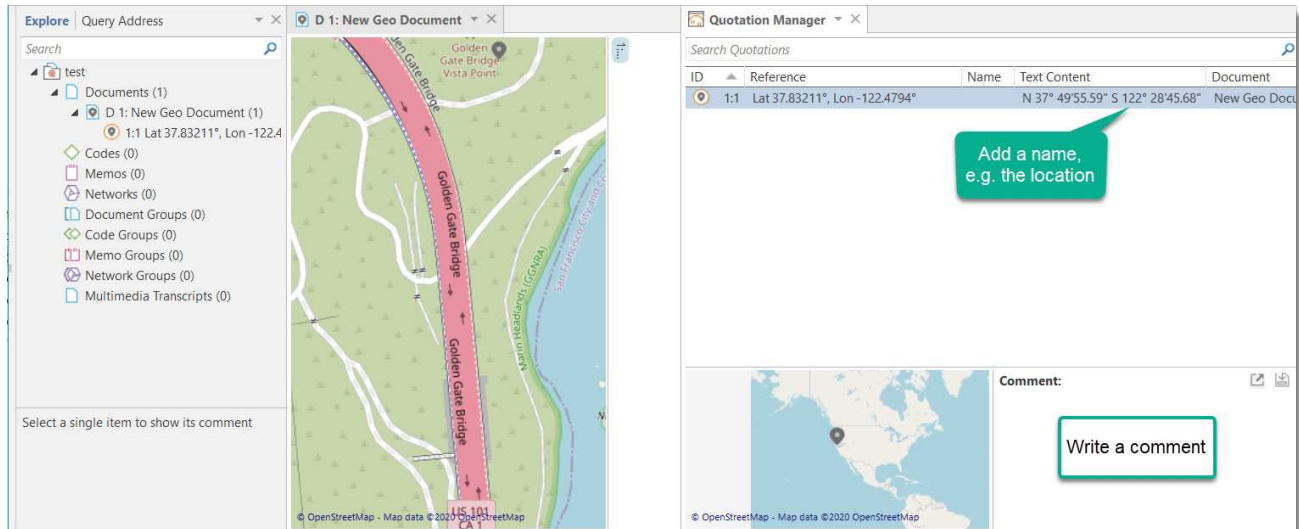 Explore
Query Address
Search
test
Documents (1)
D 1: New Geo Document (1)
1:1 Lat 37.83211°, Lon -122.4
Codes (0)
Memos (0)
Networks (0)
Document Groups (0)
Code Groups (0)
Memo Groups (0)
Network Groups (0)
Multimedia Transcripts (0)
Select a single item to show its comment
D 1: New Geo Document
Golden
Gate Bridge
Vista Point
Golden Gate Bridge
Golden Gate Bridge
Golden Gate Bridge
San Francisco City and Co
Marin Headlands (GGNRA)
US 101
CA 1
© OpenStreetMap - Map data ©2020 OpenStreetMap
1:...
Quotation Manager
Search Quotations
ID Reference Name Text Content Document
1:1 Lat 37.83211°, Lon -122.4794° N 37° 49'55.59" S 122° 28'45.68" New Geo Docu
Add a name,
e.g. the location
© OpenStreetMap - Map data ©2020 OpenStreetMap
Comment:
Write a comment